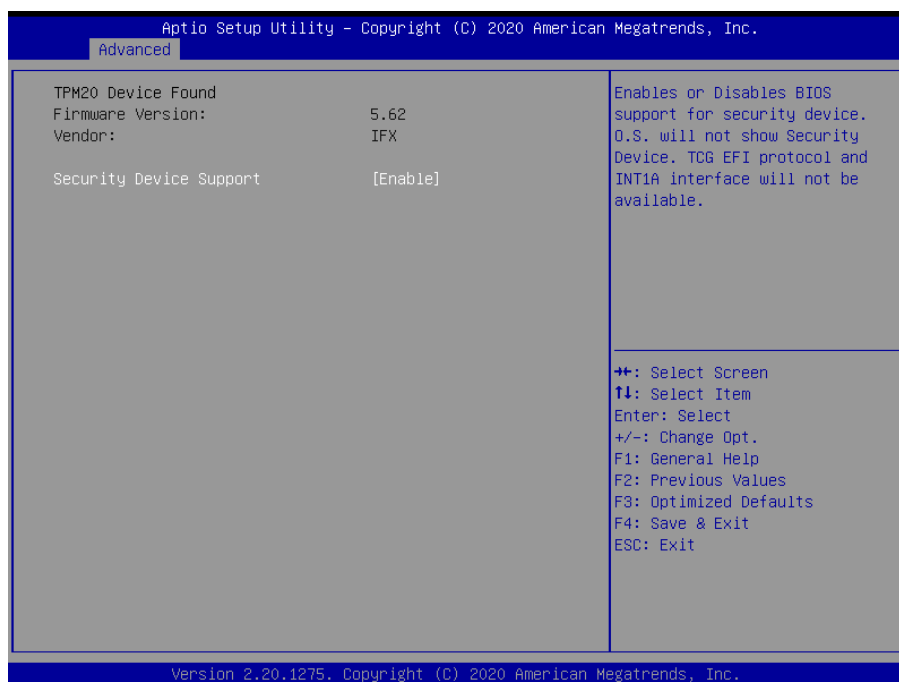 Aptio Setup Utility – Copyright (C) 2020 American Megatrends, Inc.
Advanced
TPM20 Device Found
Firmware Version: 5.62
Vendor: IFX
Security Device Support [Enable]
Enables or Disables BIOS
support for security device.
O.S. will not show Security
Device. TCG EFI protocol and
INT1A interface will not be
available.
→←: Select Screen
↑↓: Select Item
Enter: Select
+/-: Change Opt.
F1: General Help
F2: Previous Values
F3: Optimized Defaults
F4: Save & Exit
ESC: Exit
Version 2.20.1275. Copyright (C) 2020 American Megatrends, Inc.